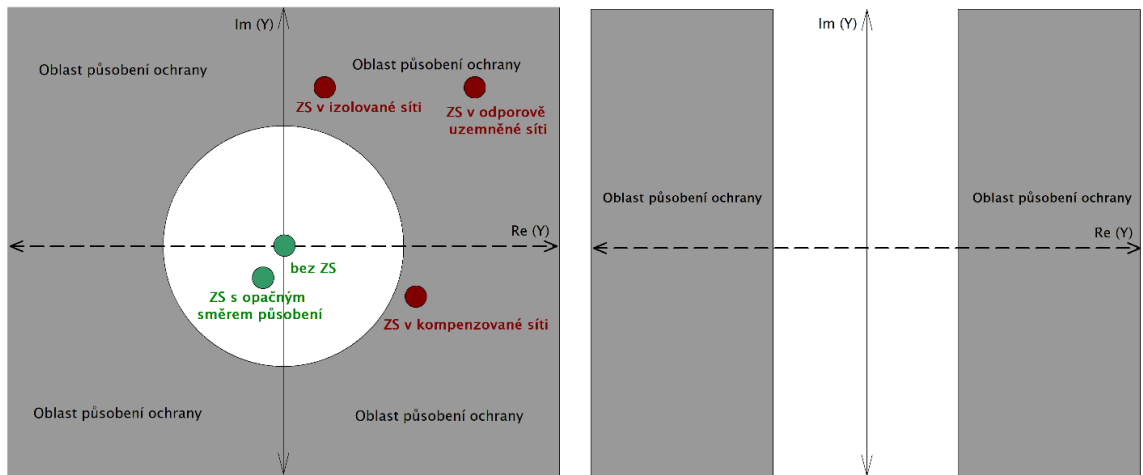 Im (Y)
Oblast působení ochrany
Oblast působení ochrany
ZS v izolované síti
ZS v odporově
uzemněné síti
Re (Y)
bez ZS
ZS s opačným
směrem působení
ZS v kompenzované síti
Oblast působení ochrany
Oblast působení ochrany
Im (Y)
Oblast působení ochrany
Oblast působení ochrany
Re (Y)